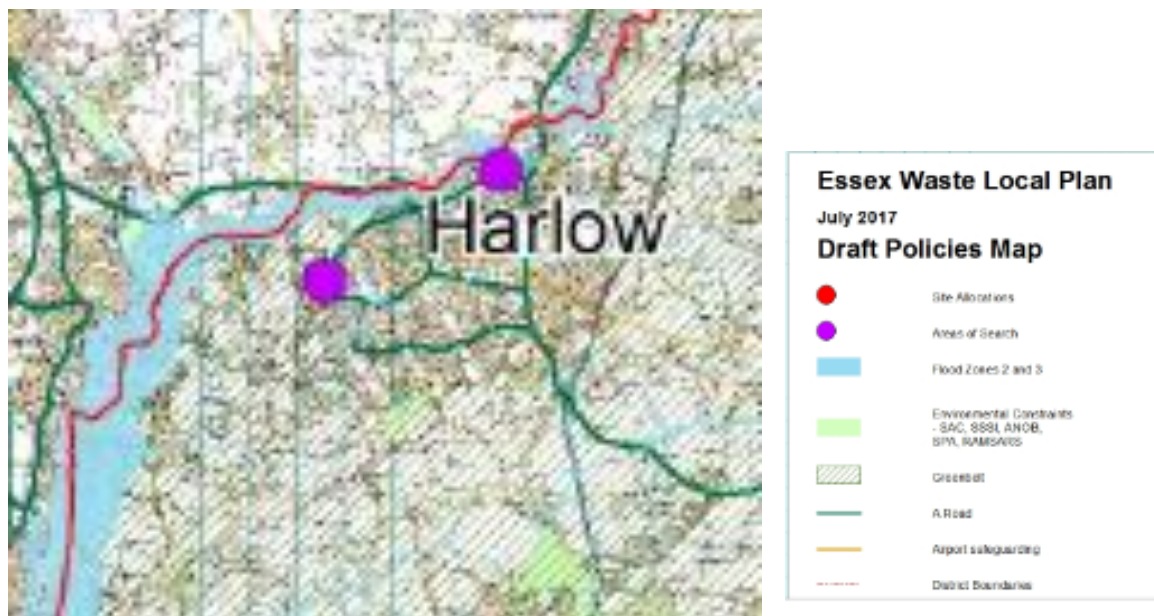 Harlow
Essex Waste Local Plan
July 2017
Draft Policies Map
Site Allocations
Areas of Search
Flood Zones 2 and 3
Environmental Constraints
- SAC, SSSI, ANOB,
SPA, RAMSARS
Greenbelt
A Road
Airport safeguarding
District Boundaries